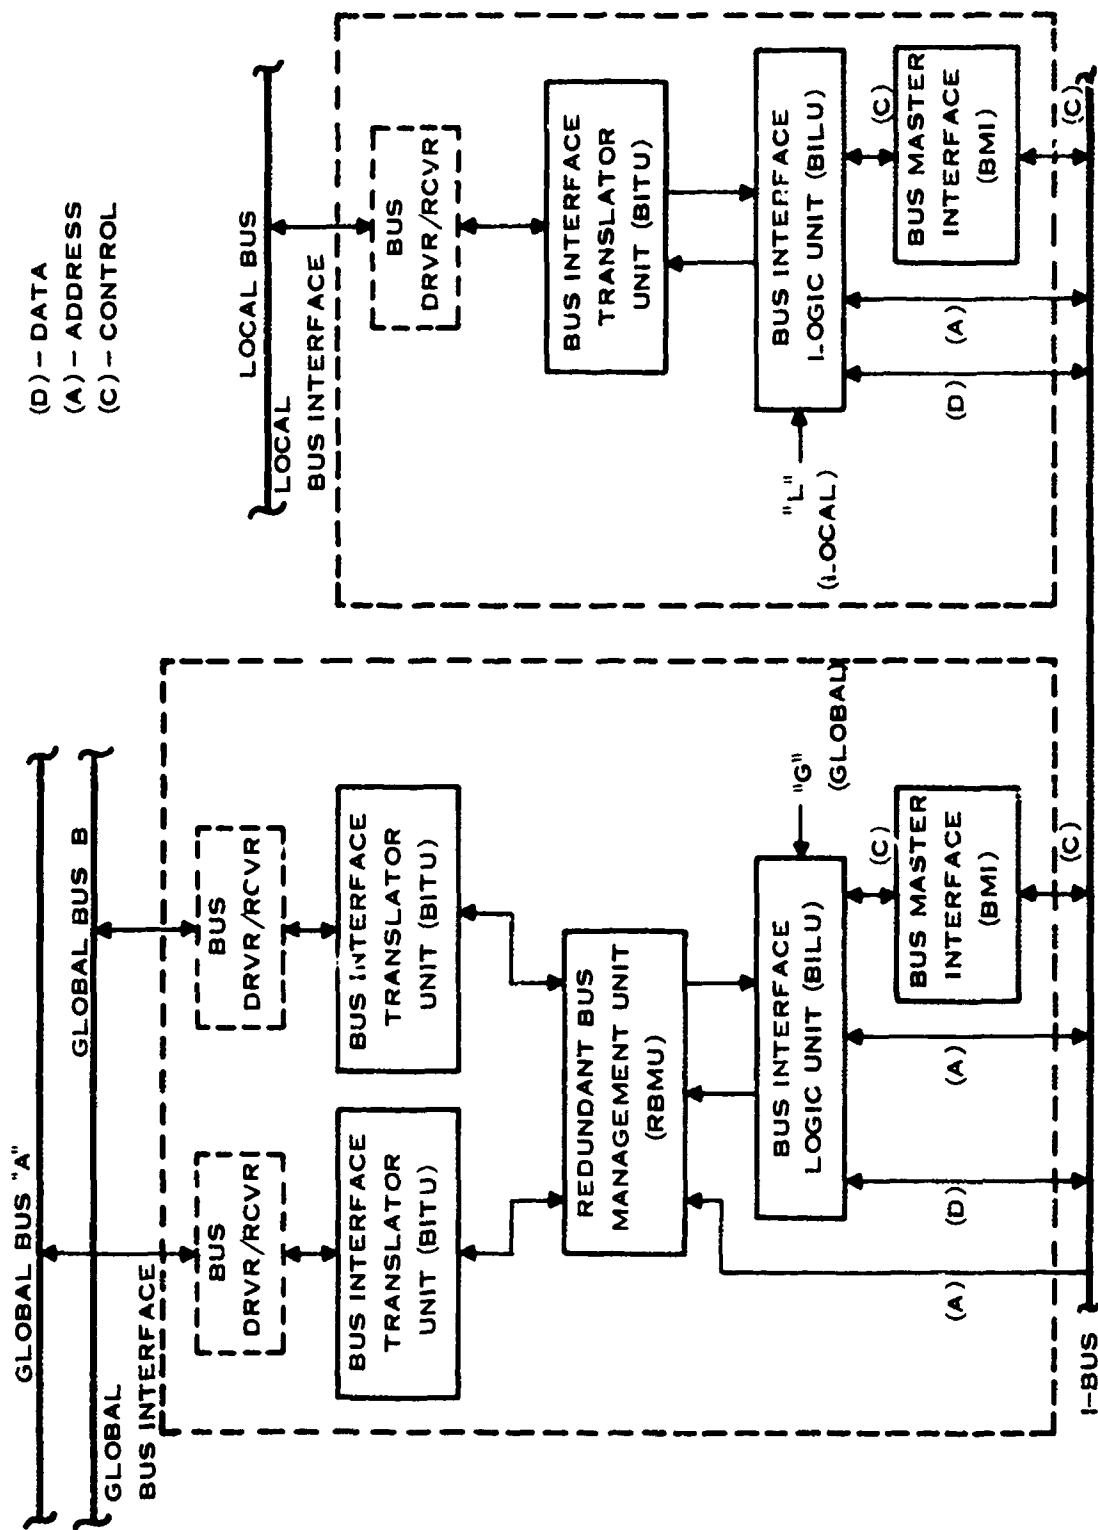 (D) - DATA
(A) - ADDRESS
(C) - CONTROL
GLOBAL BUS "A"
GLOBAL BUS B
GLOBAL
BUS INTERFACE
BUS
DRVR/RCVR
BUS
DRVR/RCVR
BUS INTERFACE
TRANSLATOR
UNIT (BITU)
BUS INTERFACE
TRANSLATOR
UNIT (BITU)
REDUNDANT BUS
MANAGEMENT UNIT
(RBMU)
BUS INTERFACE
LOGIC UNIT (BILU)
"G"
(GLOBAL)
(C)
BUS MASTER
INTERFACE
(BMI)
(A)
(D)
(A)
(C)
I-BUS
LOCAL BUS
LOCAL
BUS INTERFACE
BUS
DRVR/RCVR
BUS INTERFACE
TRANSLATOR
UNIT (BITU)
"L"
(LOCAL)
BUS INTERFACE
LOGIC UNIT (BILU)
(C)
BUS MASTER
INTERFACE
(BMI)
(D)
(A)
(C)